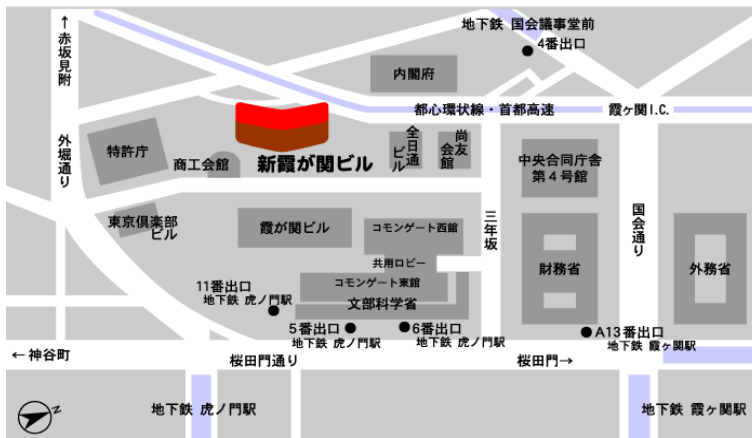 地下鉄 国会議事堂前
4番出口
↑赤坂見附
内閣府
都心環状線・首都高速
霞ヶ関I.C.
外堀通り
特許庁
商工会館
新霞が関ビル
全日通
ビル
尚友
会館
中央合同庁舎
第4号館
東京倶楽部
ビル
霞が関ビル
コモンゲート西館
三年坂
国会通り
共用ロビー
財務省
外務省
コモンゲート東館
11番出口
地下鉄 虎ノ門駅
文部科学省
5番出口
地下鉄 虎ノ門駅
6番出口
地下鉄 虎ノ門駅
A13番出口
地下鉄 霞ヶ関駅
←神谷町
桜田門通り
桜田門→
地下鉄 虎ノ門駅
地下鉄 霞ヶ関駅
N